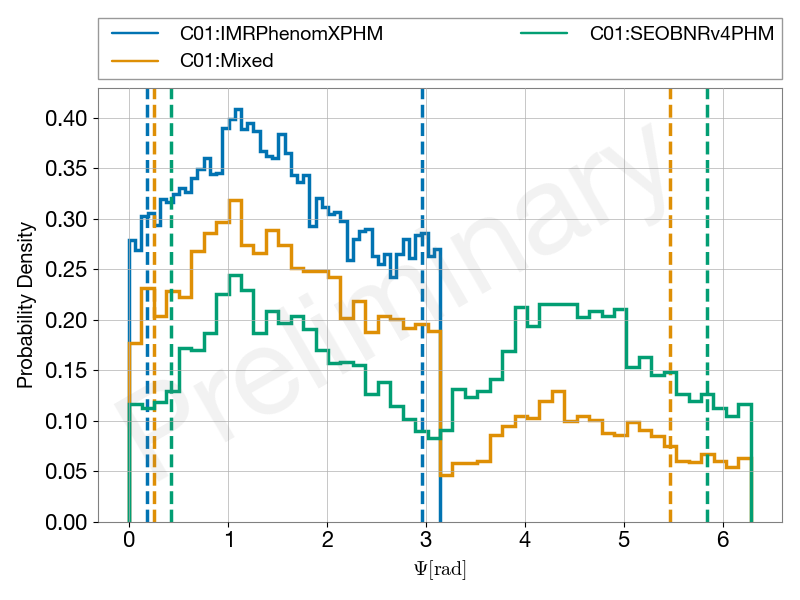 C01:IMRPhenomXPHM
C01:SEOBNRv4PHM
C01:Mixed
0.40
0.35
0.30
0.25
0.20
0.15
0.10
0.05
0.00
Probability Density
Preliminary
0 1 2 3 4 5 6
Ψ[rad]